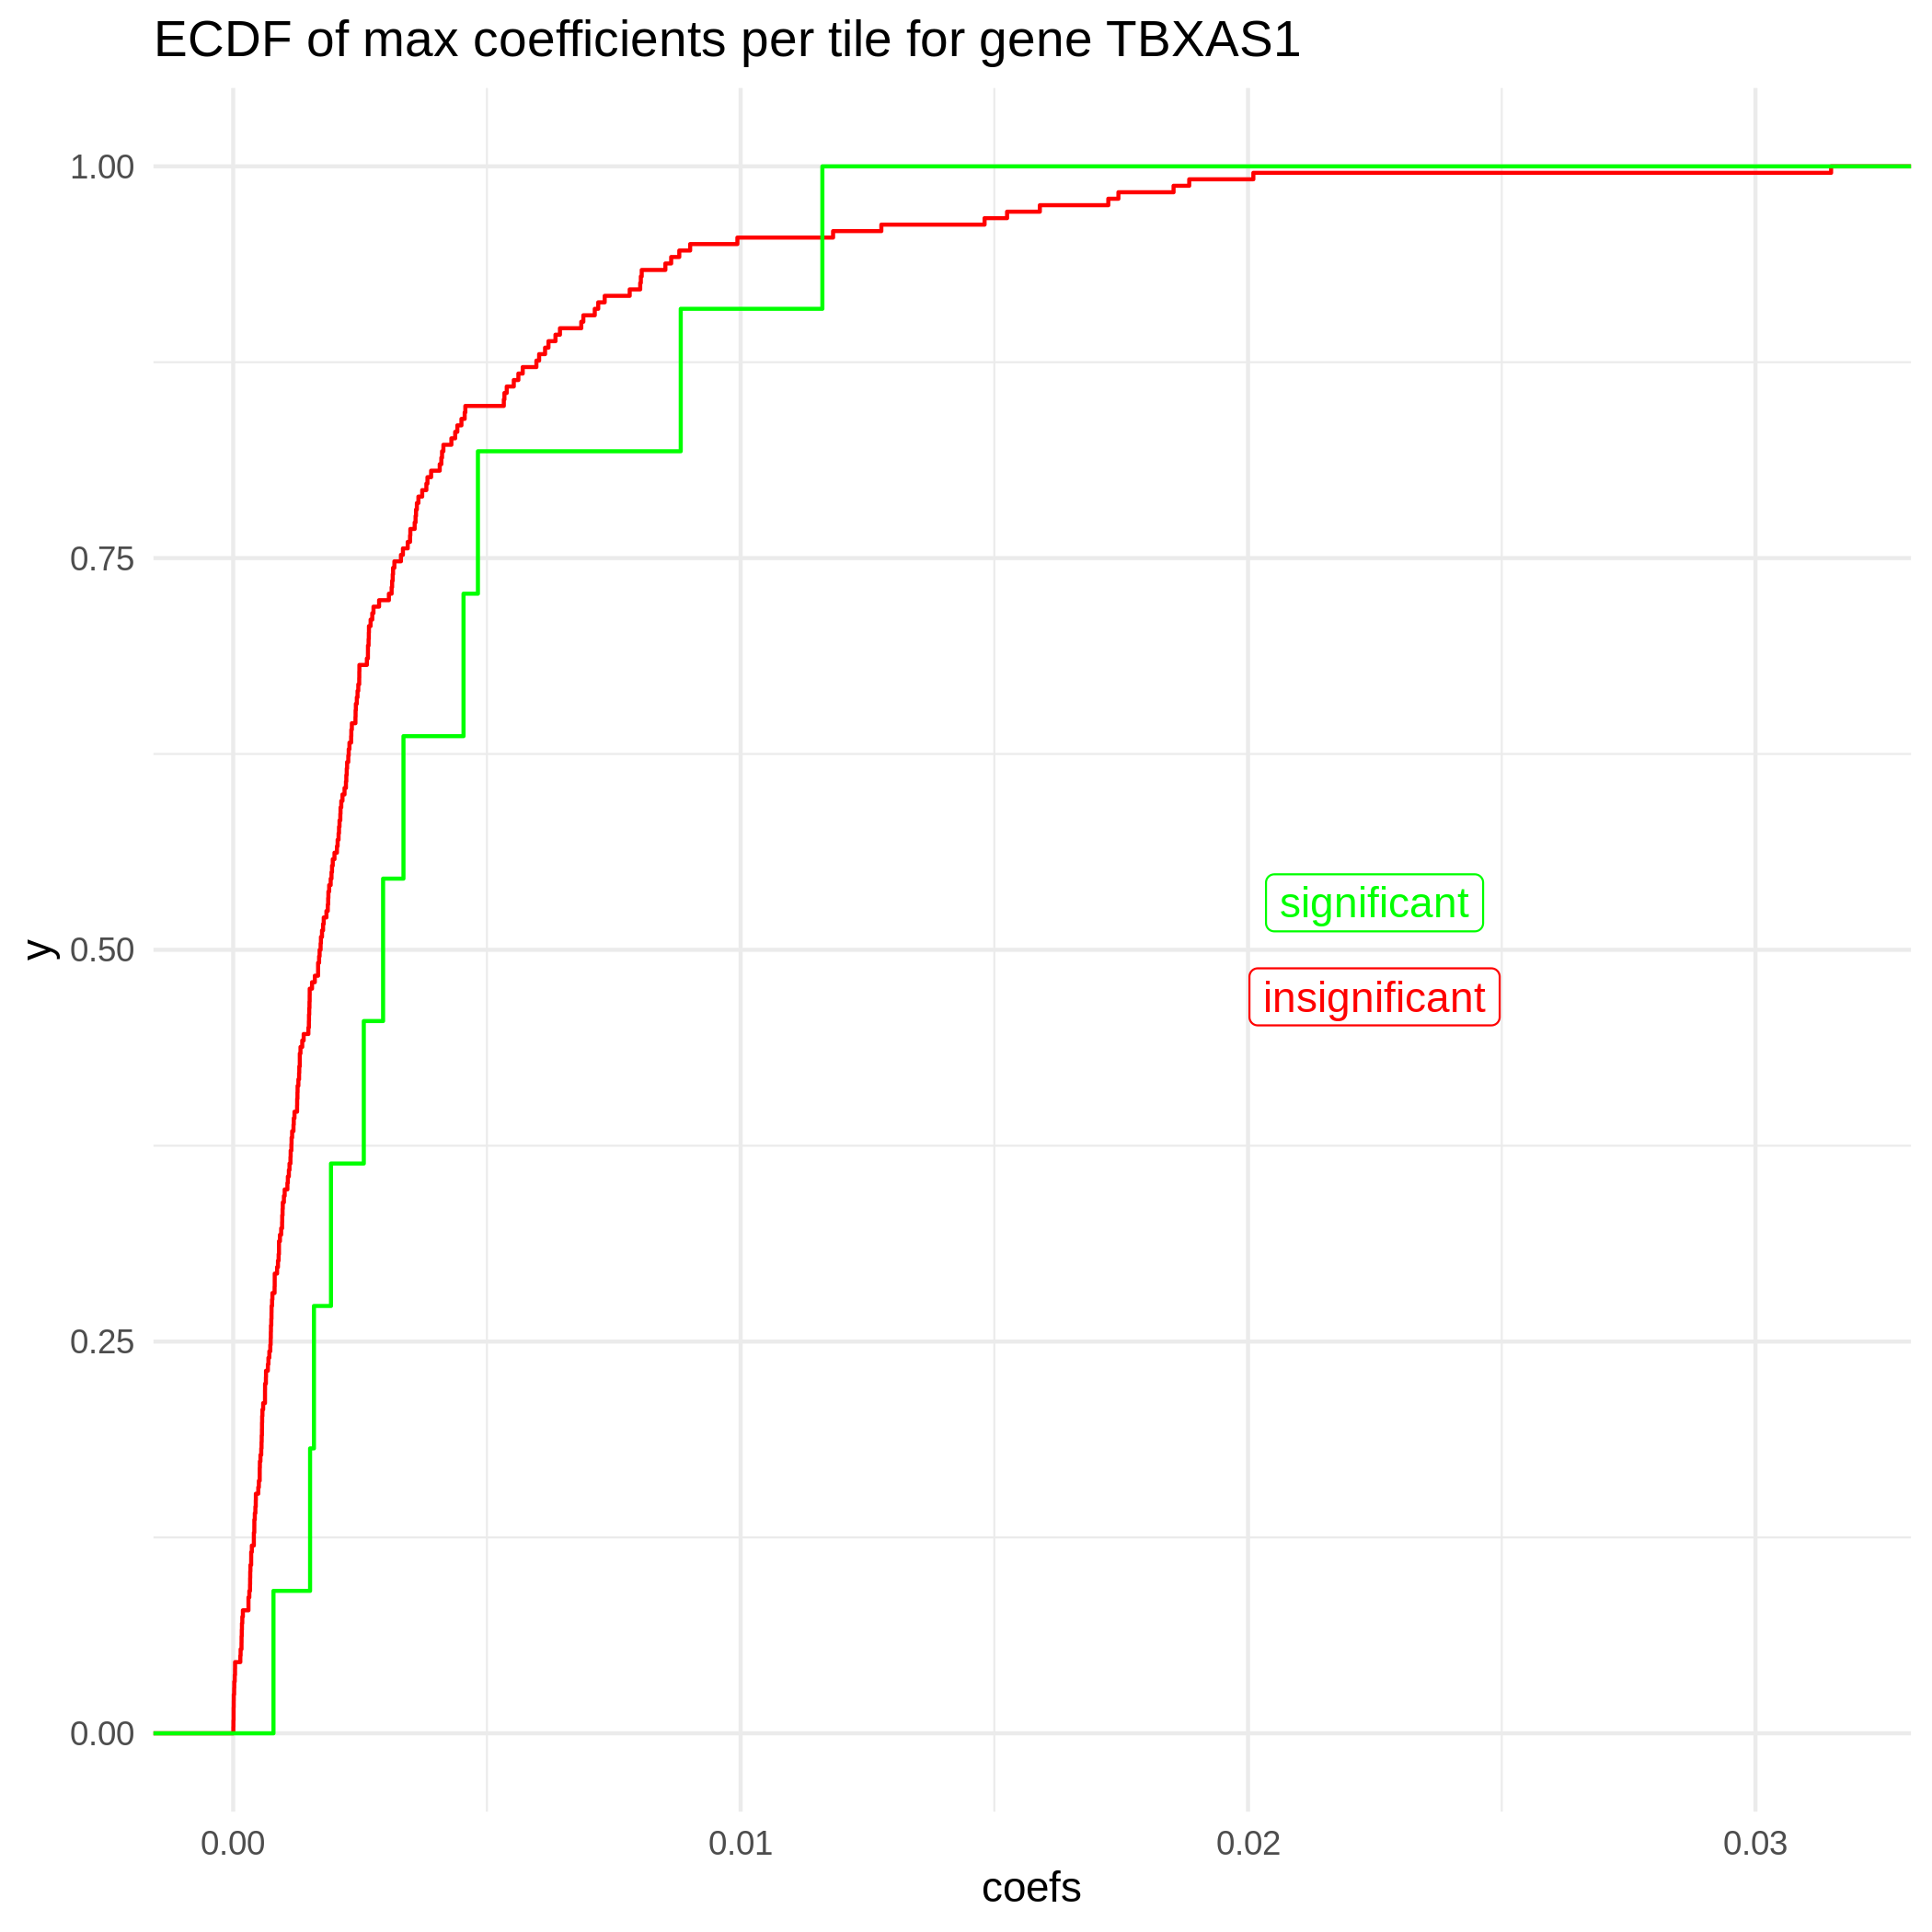 ECDF of max coefficients per tile for gene TBXAS1
1.00
0.75
0.50
0.25
0.00
y
significant
insignificant
0.00 0.01 0.02 0.03
coefs